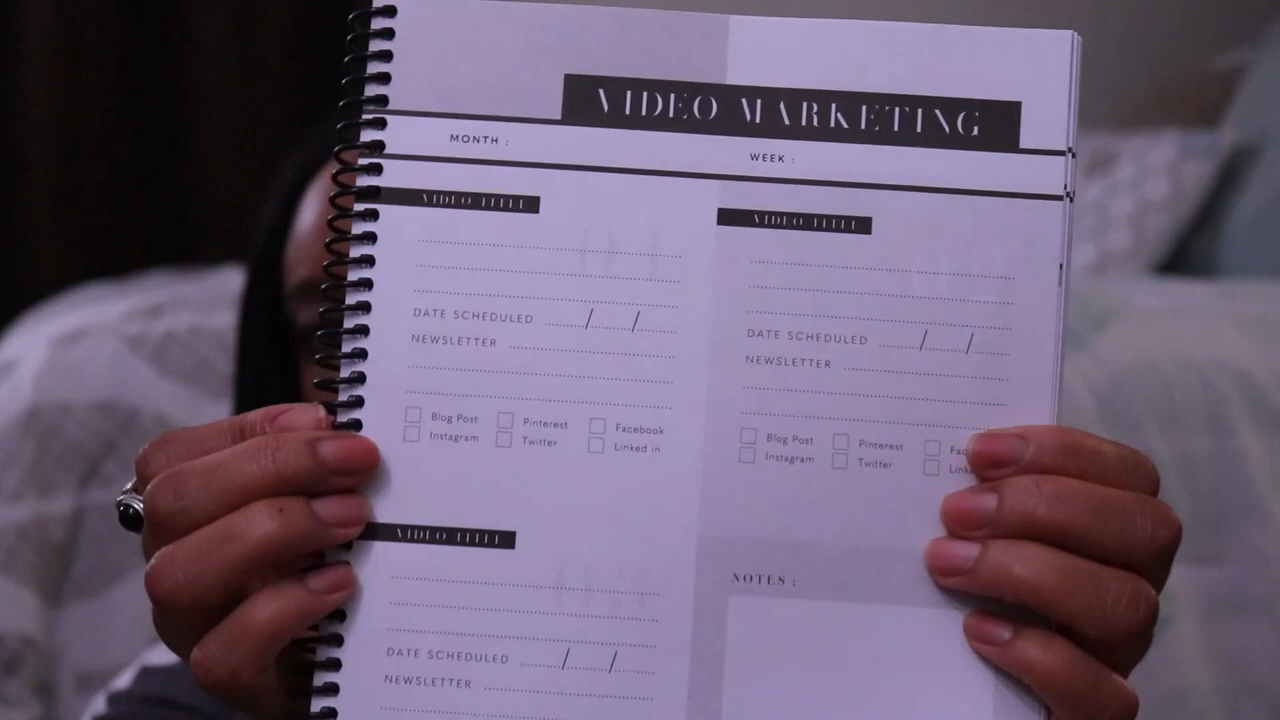 VIDEO MARKETING
MONTH :
WEEK :
VIDEO TITLE
DATE SCHEDULED / /
NEWSLETTER
Blog Post Pinterest Facebook
Instagram Twitter Linked in
VIDEO TITLE
DATE SCHEDULED / /
NEWSLETTER
Blog Post Pinterest
Instagram Twitter
VIDEO TITLE
DATE SCHEDULED / /
NEWSLETTER
NOTES :